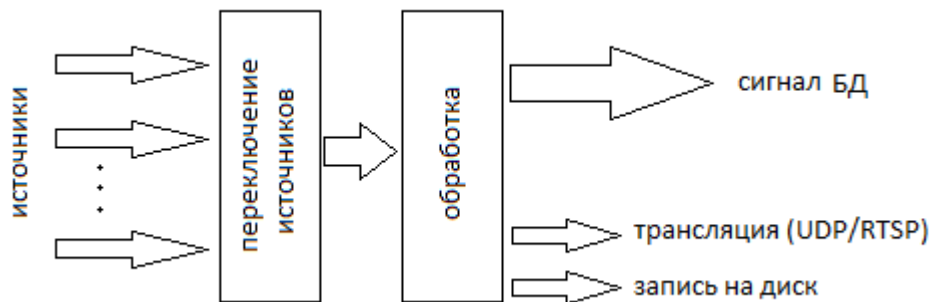 источники
переключение
источников
обработка
сигнал БД
трансляция (UDP/RTSP)
запись на диск